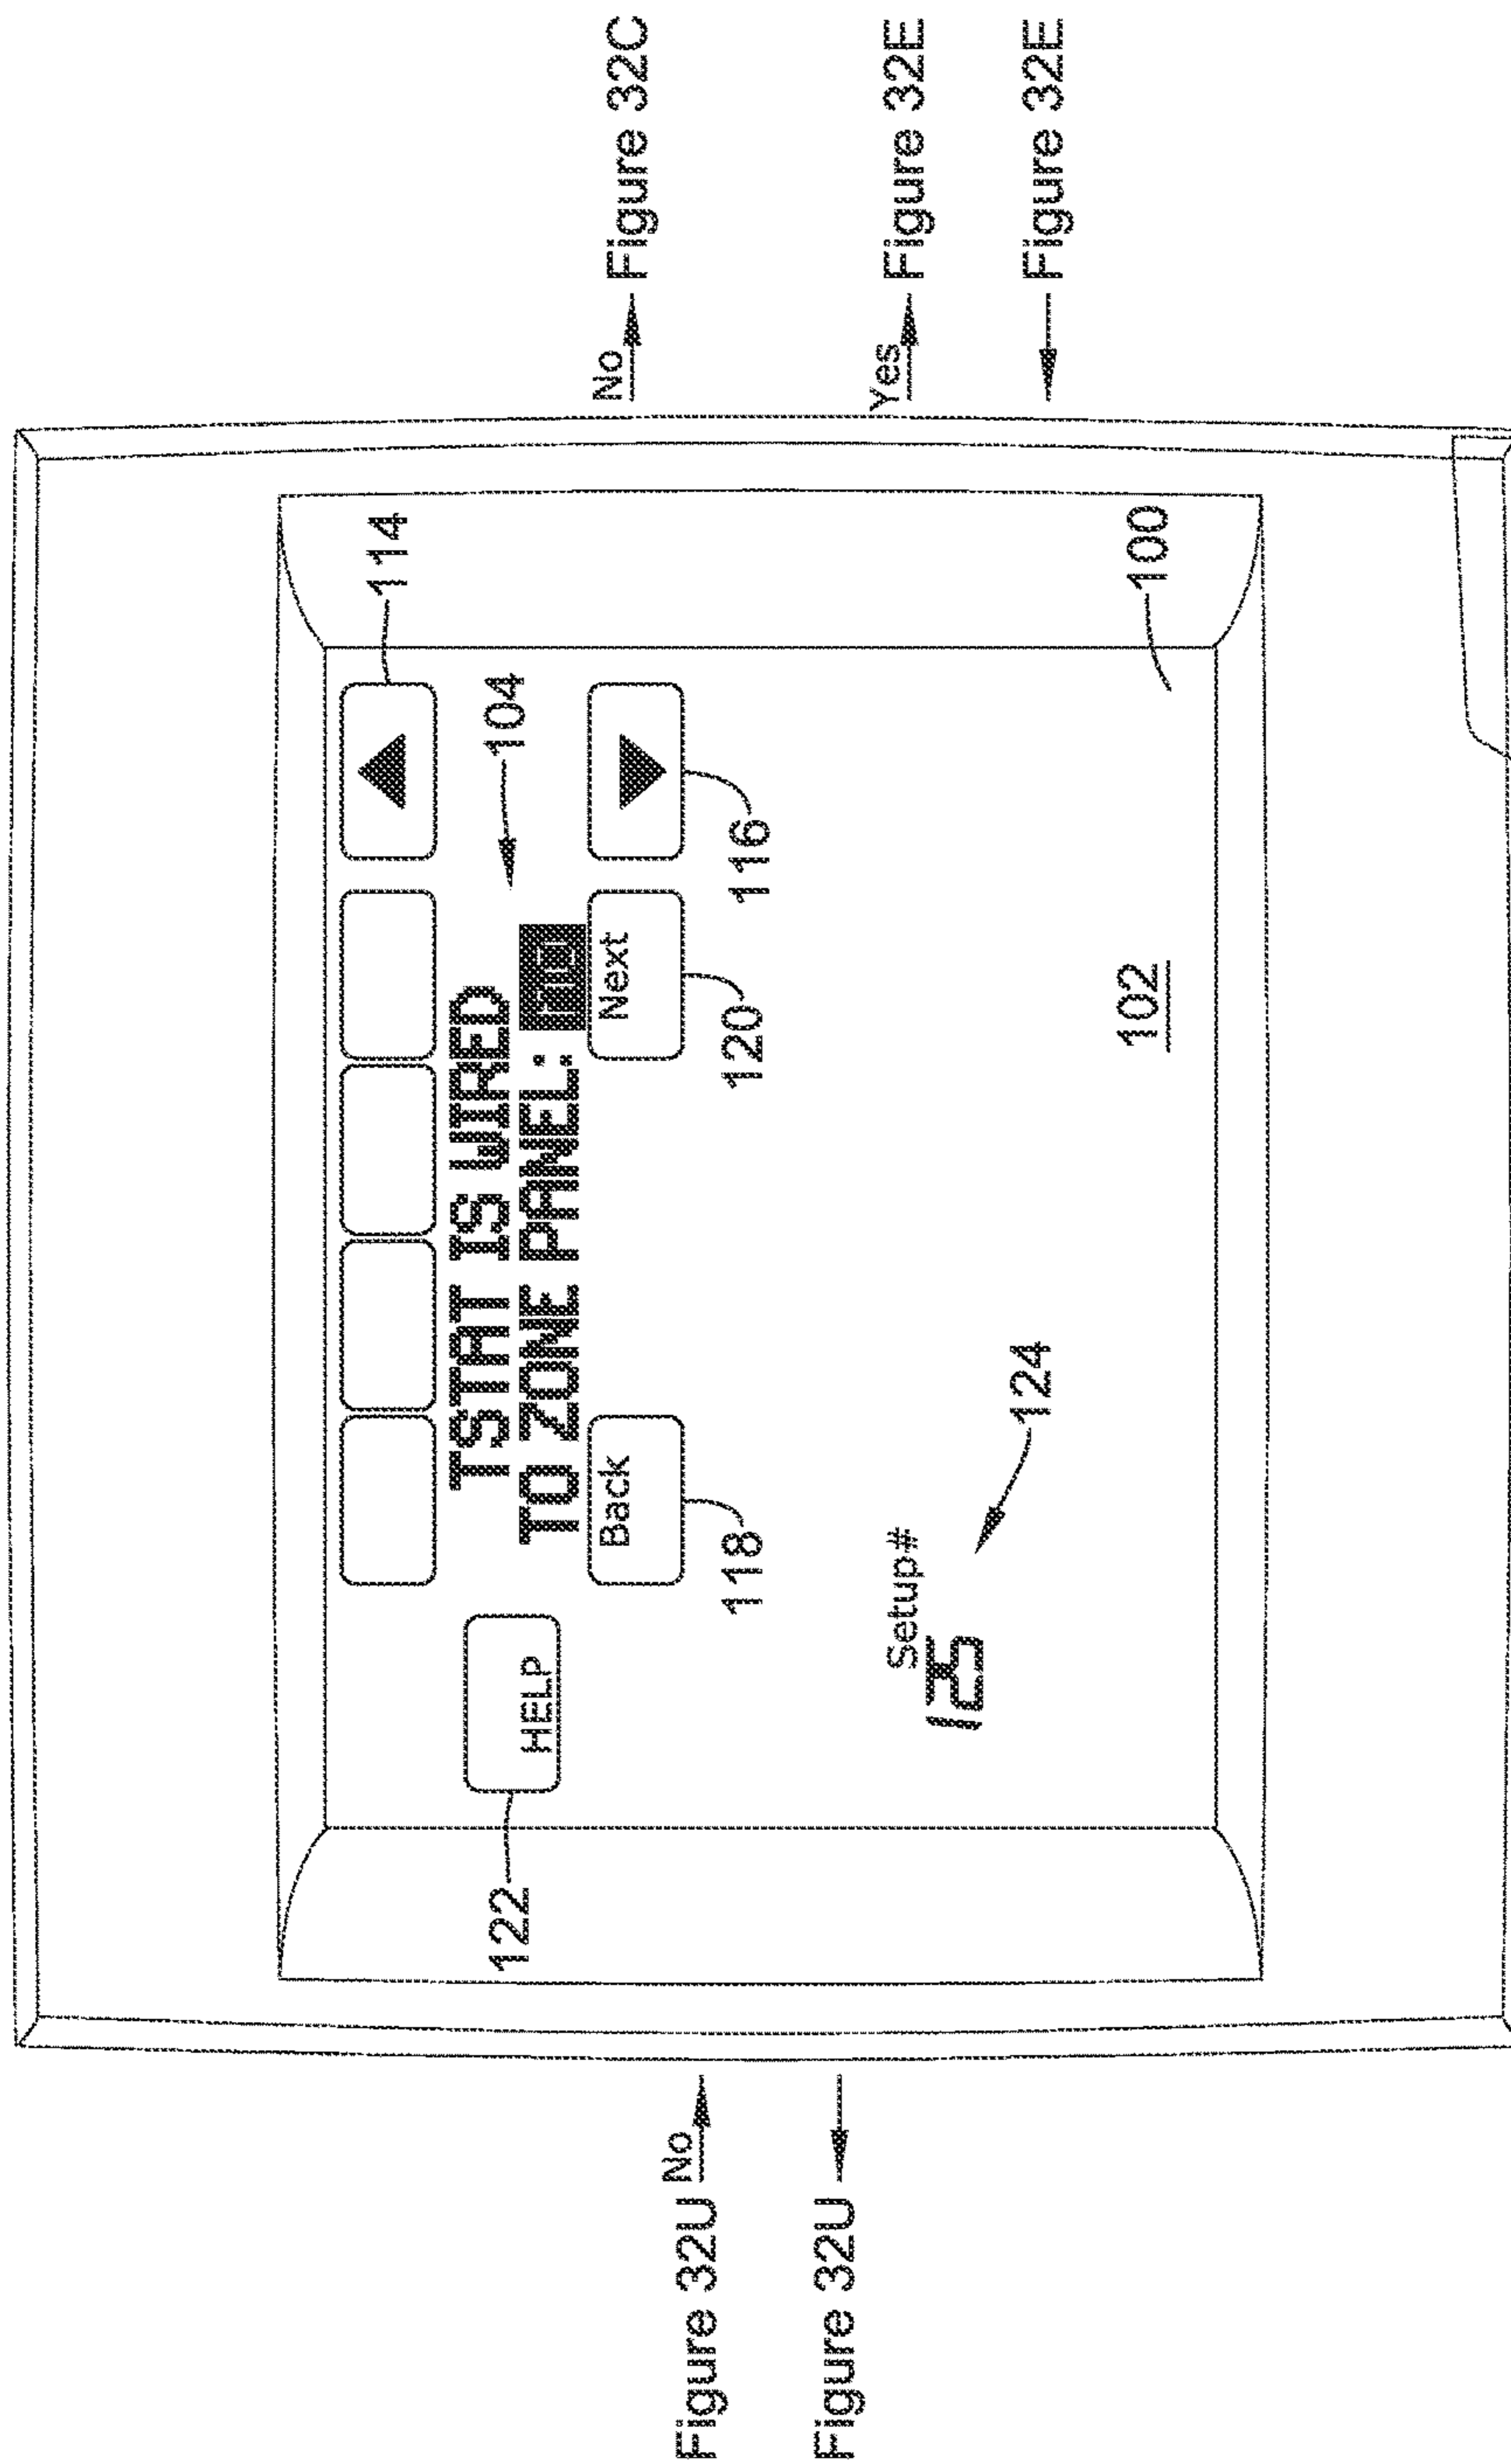 114
TSTAT IS WIRED
104
122
HELP
TO ZONE PANEL:
Back
Next
No
Figure 32C
Figure 32U
No
118
120
116
Figure 32U
Yes
Figure 32E
Setup#
124
Figure 32E
102
100